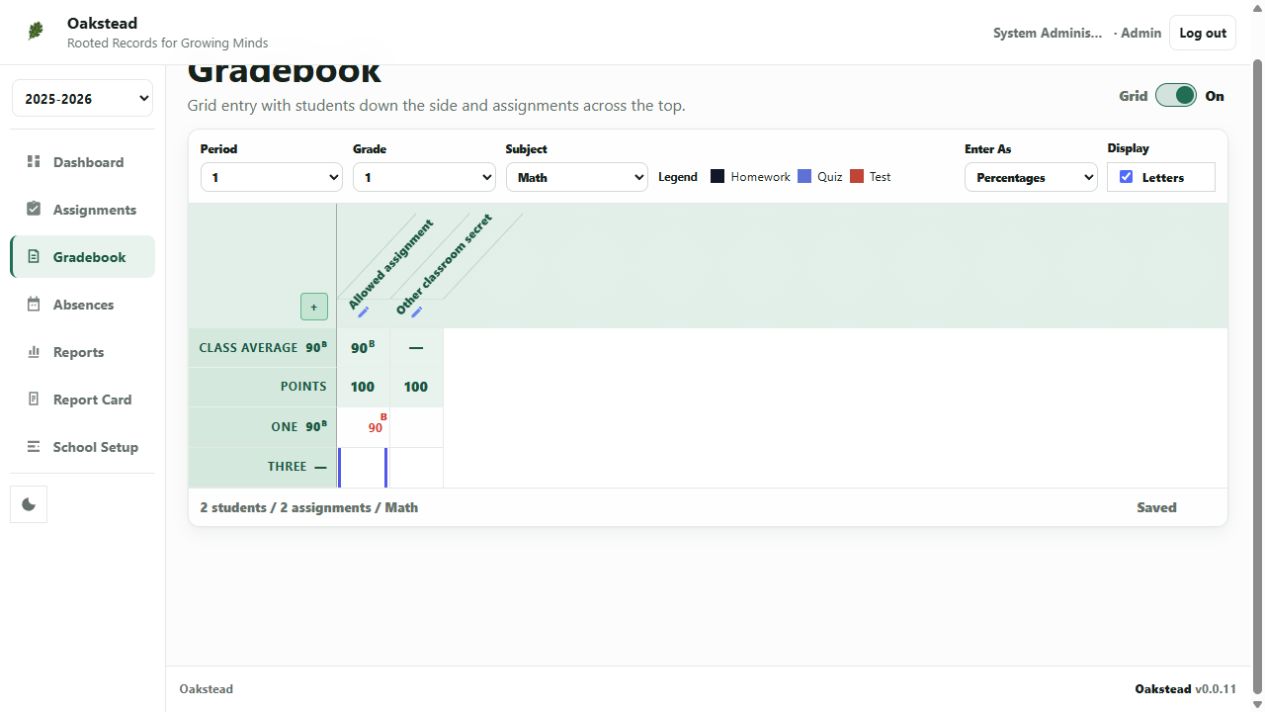 Oakstead
Rooted Records for Growing Minds
System Adminis... · Admin
Log out
2025-2026
Dashboard
Assignments
Gradebook
Absences
Reports
Report Card
School Setup
Gradebook
Grid entry with students down the side and assignments across the top.
Grid On
Period
1
Grade
1
Subject
Math
Legend Homework Quiz Test
Enter As
Percentages
Display
Letters
Allowed assignment
Other classroom secret
+
CLASS AVERAGE 90B 90B —
POINTS 100 100
ONE 90B 90 B
THREE —
2 students / 2 assignments / Math
Saved
Oakstead
Oakstead v0.0.11